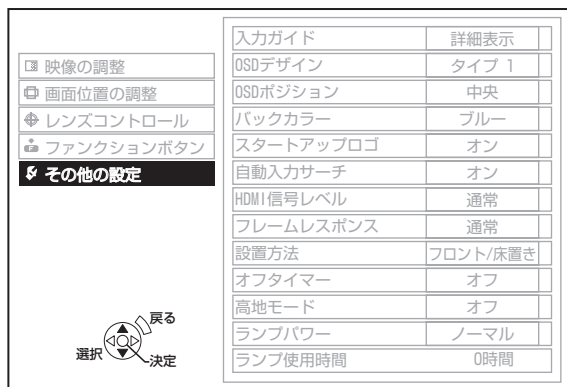 映像の調整
画面位置の調整
レンズコントロール
ファンクションボタン
その他の設定
入力ガイド 詳細表示
OSDデザイン タイプ 1
OSDポジション 中央
バックカラー ブルー
スタートアップロゴ オン
自動入力サーチ オン
HDMI信号レベル 通常
フレームレスポンス 通常
設置方法 フロント/床置き
オフタイマー オフ
高地モード オフ
ランプパワー ノーマル
ランプ使用時間 0時間
戻る
選択
決定